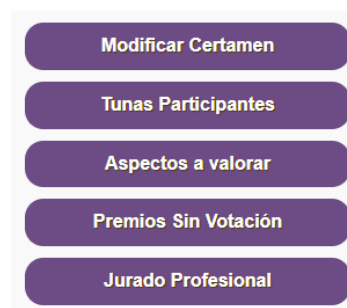 Modificar Certamen
Tunas Participantes
Aspectos a valorar
Premios Sin Votación
Jurado Profesional